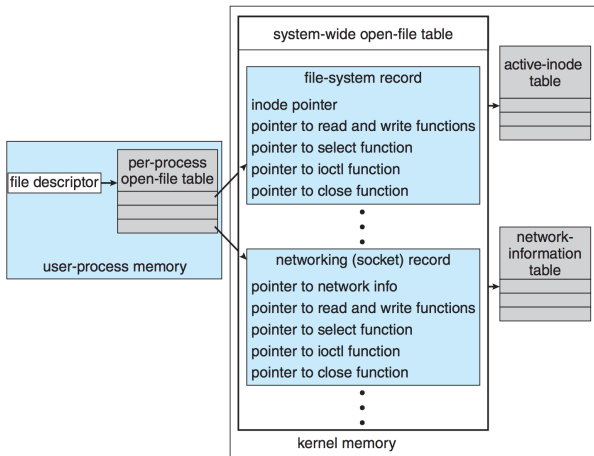 system-wide open-file table
file-system record
inode pointer
pointer to read and write functions
pointer to select function
pointer to ioctl function
pointer to close function
active-inode
table
per-process
open-file table
file descriptor
user-process memory
networking (socket) record
pointer to network info
pointer to read and write functions
pointer to select function
pointer to ioctl function
pointer to close function
network-
information
table
kernel memory